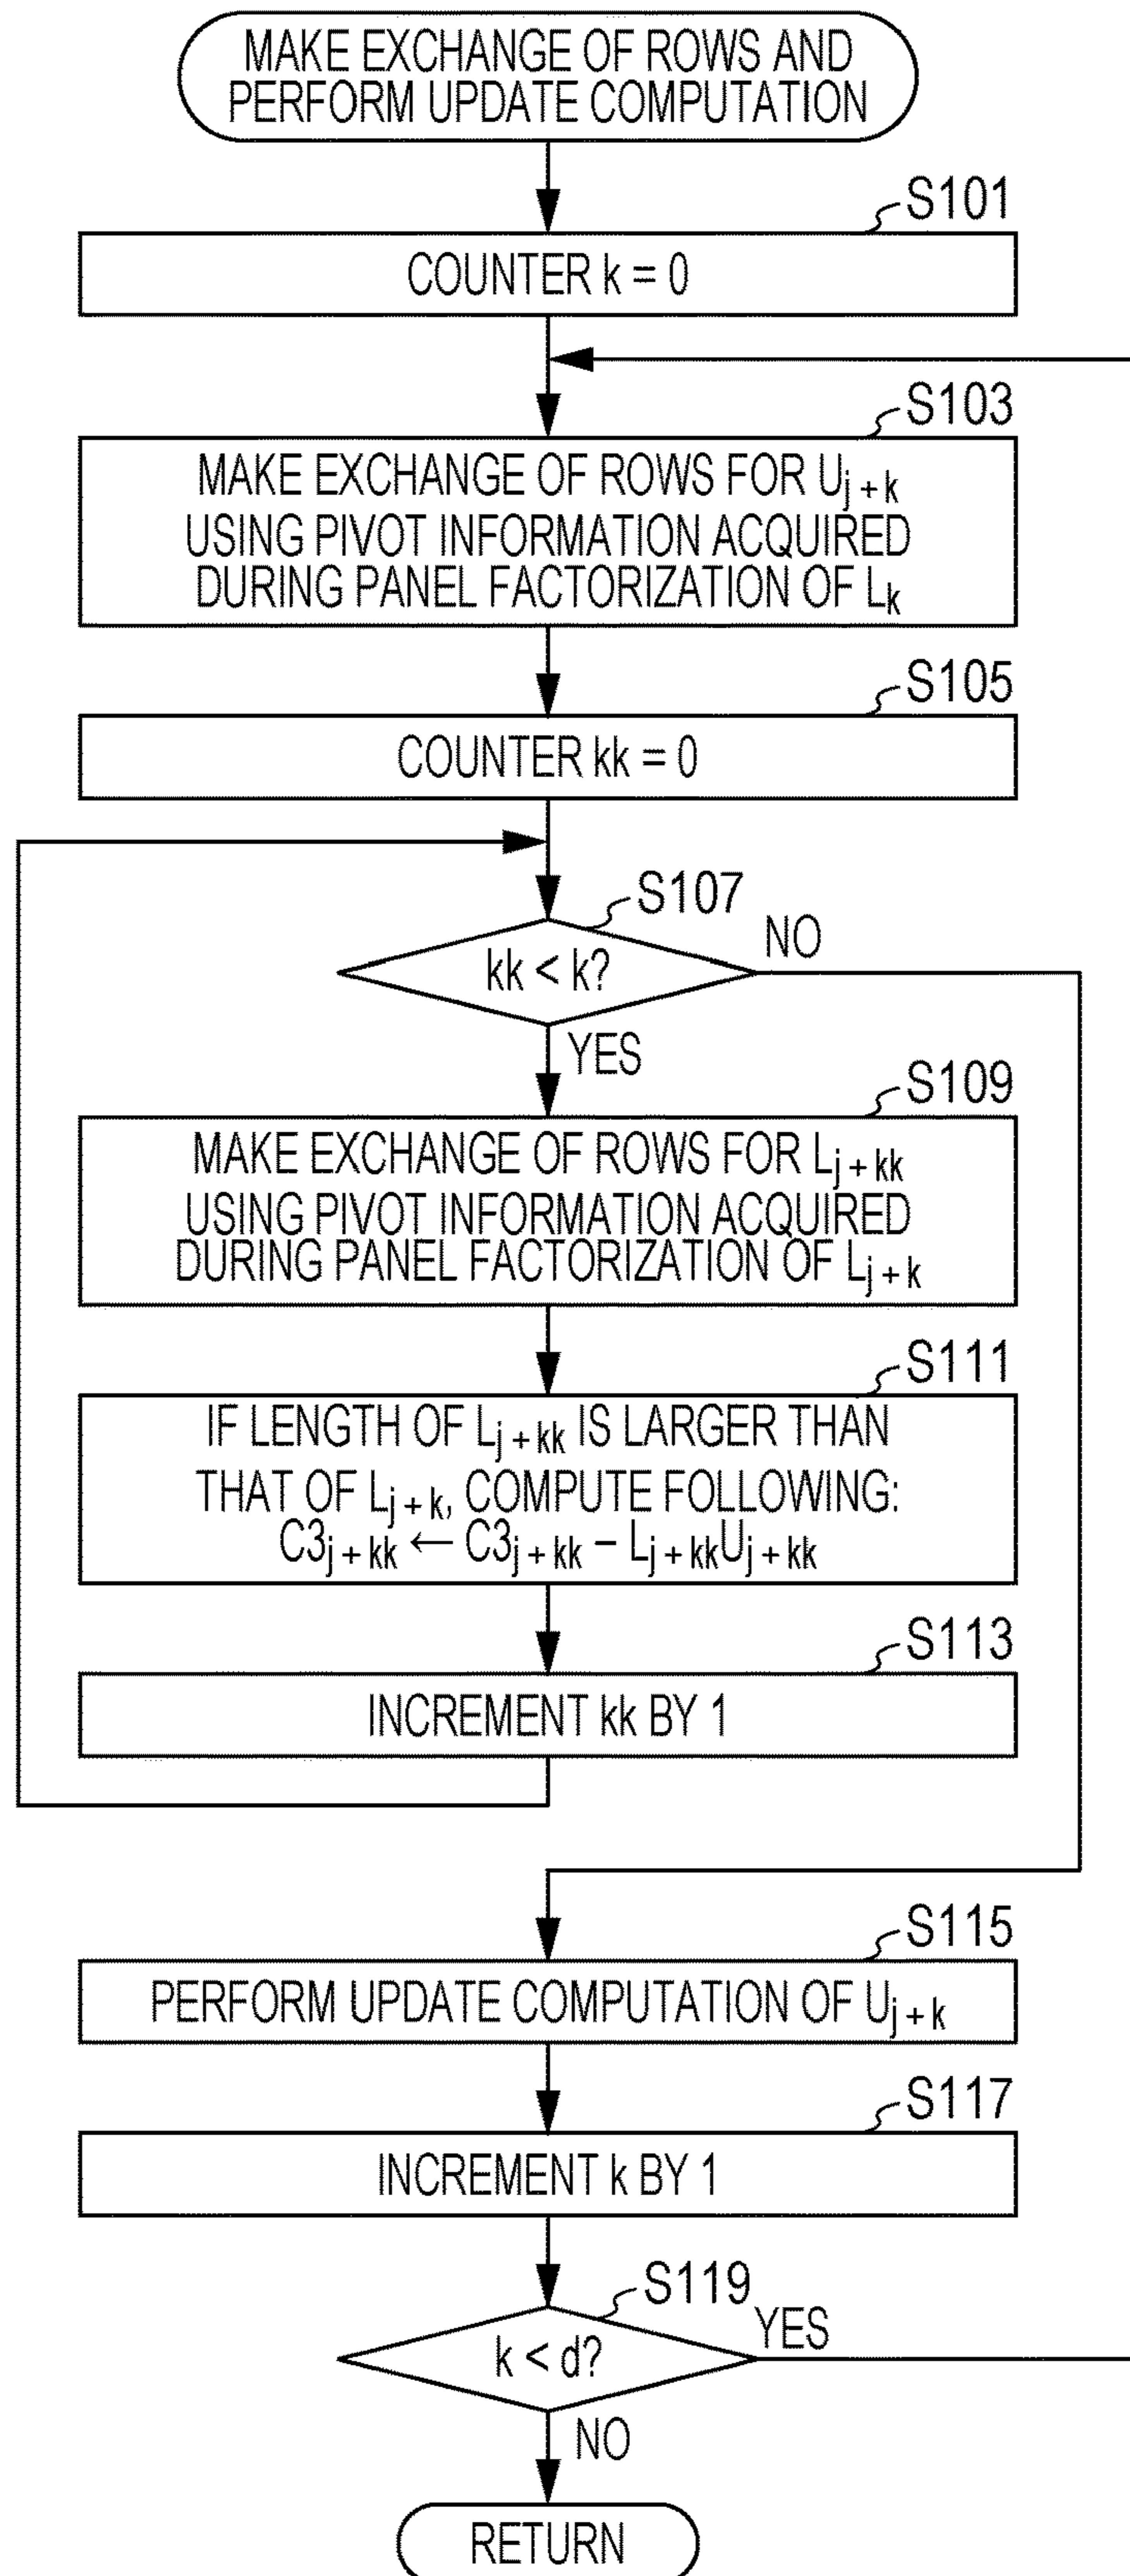 MAKE EXCHANGE OF ROWS AND
PERFORM UPDATE COMPUTATION
S101
COUNTER k = 0
S103
MAKE EXCHANGE OF ROWS FOR Uj + k
USING PIVOT INFORMATION ACQUIRED
DURING PANEL FACTORIZATION OF Lk
S105
COUNTER kk = 0
S107
kk < k?
NO
YES
S109
MAKE EXCHANGE OF ROWS FOR Lj + kk
USING PIVOT INFORMATION ACQUIRED
DURING PANEL FACTORIZATION OF Lj + k
S111
IF LENGTH OF Lj + kk IS LARGER THAN
THAT OF Lj + k, COMPUTE FOLLOWING:
C3j + kk ← C3j + kk – Lj + kkUj + kk
S113
INCREMENT kk BY 1
S115
PERFORM UPDATE COMPUTATION OF Uj + k
S117
INCREMENT k BY 1
S119
k < d?
YES
NO
RETURN